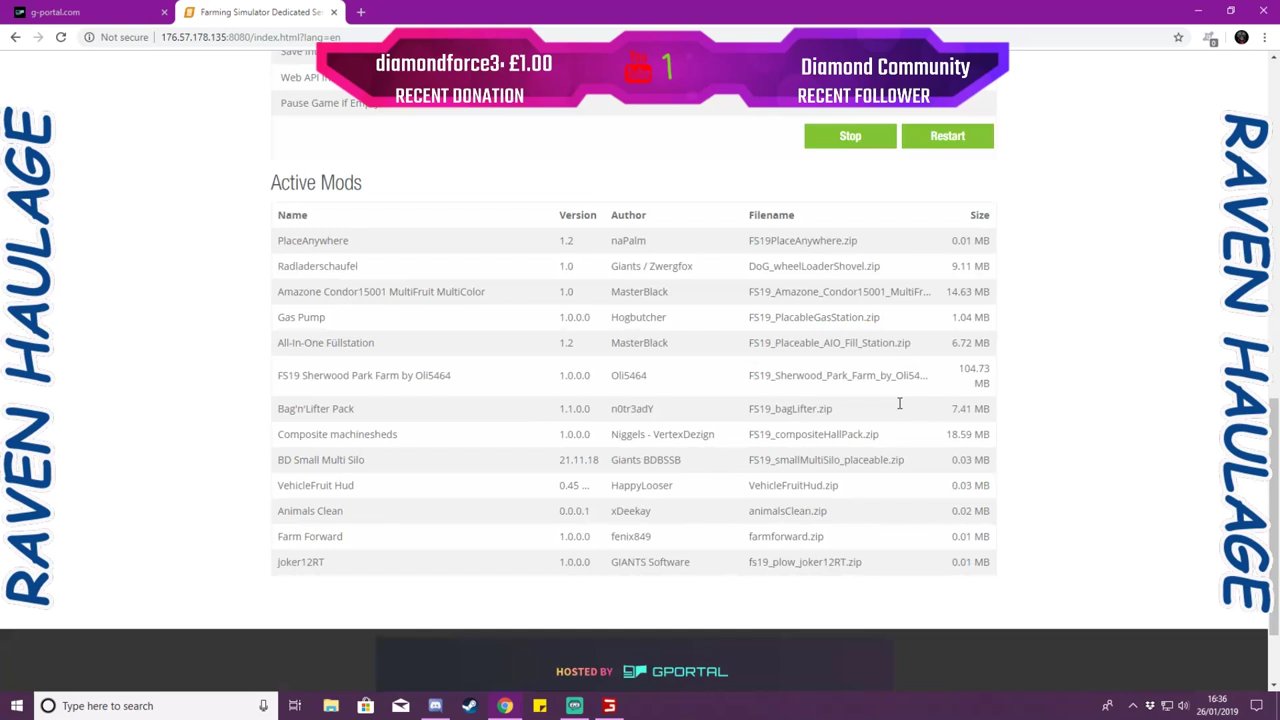 g-portal.com
Farming Simulator Dedicated Se
Not secure 176.57.178.135:8080/index.html?lang=en
diamondforce3• £1.00
RECENT DONATION
1
Diamond Community
RECENT FOLLOWER
Web API
Pause Game If
Stop Restart
RAVEN HAULAGE
RAVEN HAULAGE
Active Mods
Name Version Author Filename Size
PlaceAnywhere 1.2 naPalm FS19PlaceAnywhere.zip 0.01 MB
Radladerschaufel 1.0 Giants / Zwergfox DoG_wheelLoaderShovel.zip 9.11 MB
Amazone Condor15001 MultiFruit MultiColor 1.0 MasterBlack FS19_Amazone_Condor15001_MultiFr... 14.63 MB
Gas Pump 1.0.0.0 Hogbutcher FS19_PlacableGasStation.zip 1.04 MB
All-In-One Füllstation 1.2 MasterBlack FS19_Placeable_AIO_Fill_Station.zip 6.72 MB
FS19 Sherwood Park Farm by Oli5464 1.0.0.0 Oli5464 FS19_Sherwood_Park_Farm_by_Oli54... 104.73 MB
Bag'n'Lifter Pack 1.1.0.0 n0tr3adY FS19_bagLifter.zip 7.41 MB
Composite machinesheds 1.0.0.0 Niggels - VertexDezign FS19_compositeHallPack.zip 18.59 MB
BD Small Multi Silo 21.11.18 Giants BDBSSB FS19_smallMultiSilo_placeable.zip 0.03 MB
VehicleFruit Hud 0.45 ... HappyLooser VehicleFruitHud.zip 0.03 MB
Animals Clean 0.0.0.1 xDeekay animalsClean.zip 0.02 MB
Farm Forward 1.0.0.0 fenix849 farmforward.zip 0.01 MB
Joker12RT 1.0.0.0 GIANTS Software fs19_plow_joker12RT.zip 0.01 MB
HOSTED BY GPORTAL
Type here to search
16:36
26/01/2019